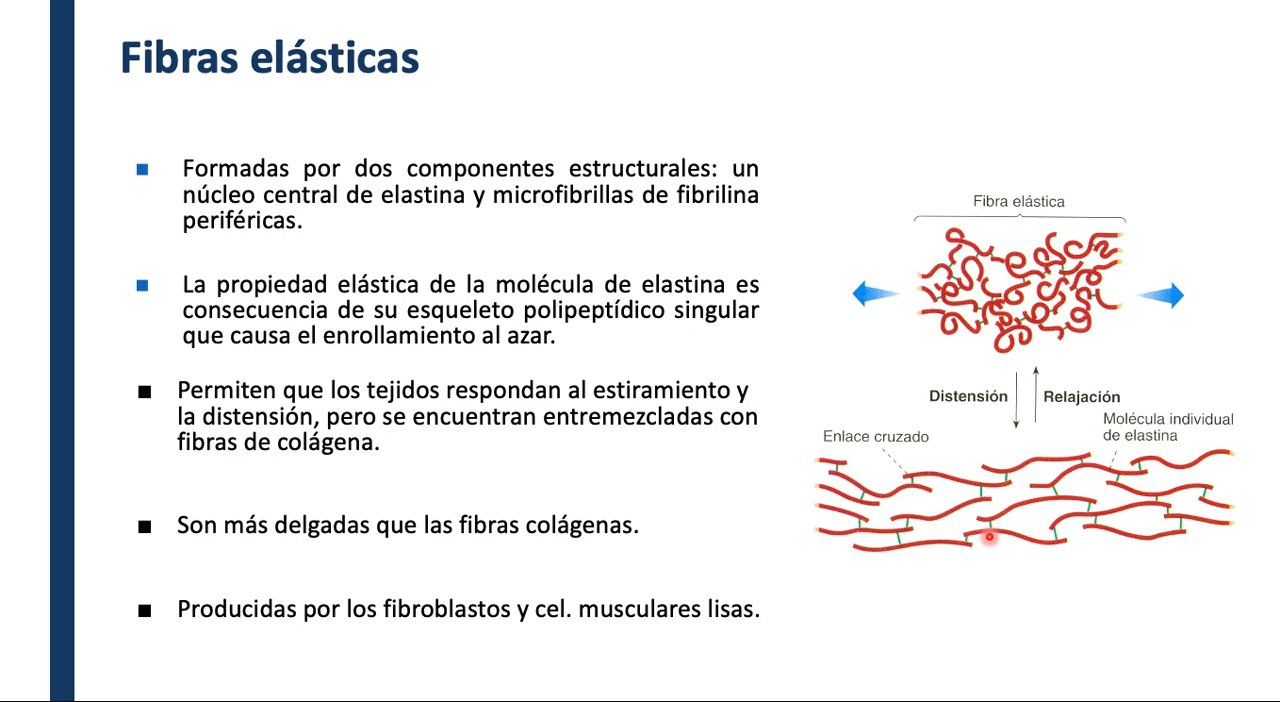 Fibras elásticas
Formadas por dos componentes estructurales: un
núcleo central de elastina y microfibrillas de fibrilina
periféricas.
La propiedad elástica de la molécula de elastina es
consecuencia de su esqueleto polipeptídico singular
que causa el enrollamiento al azar.
Permiten que los tejidos respondan al estiramiento y
la distensión, pero se encuentran entremezcladas con
fibras de colágena.
Son más delgadas que las fibras colágenas.
Producidas por los fibroblastos y cel. musculares lisas.
Fibra elástica
Distensión
Relajación
Enlace cruzado
Molécula individual
de elastina